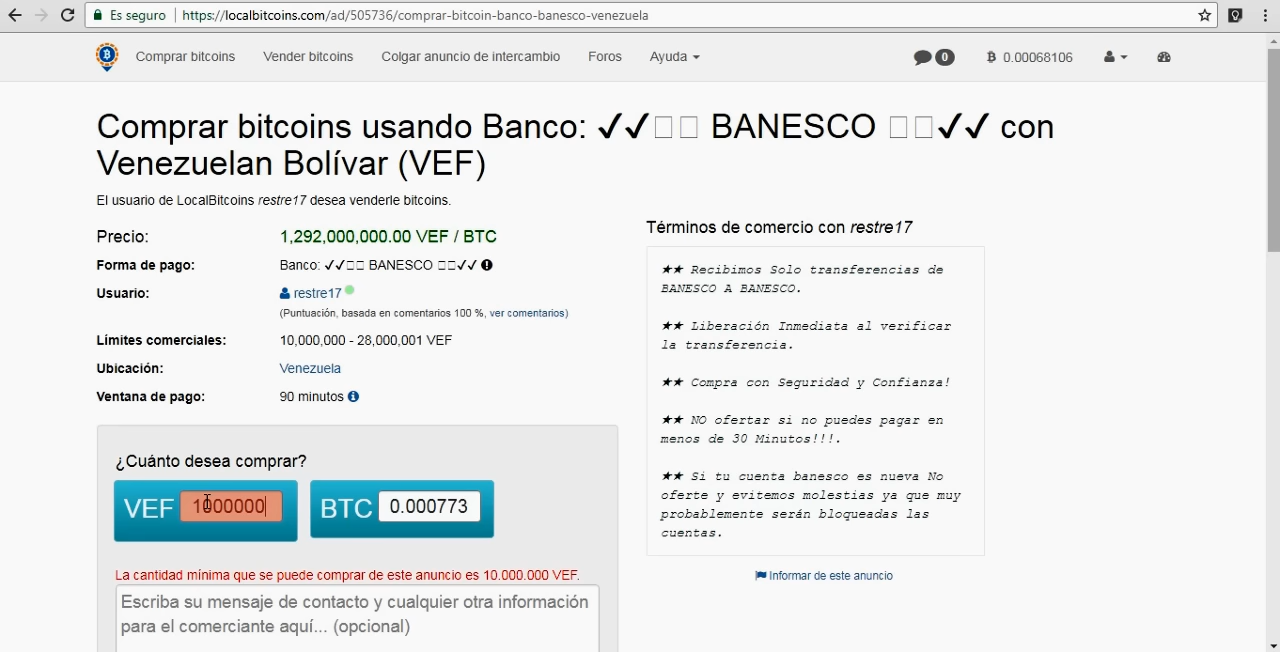 Es seguro https://localbitcoins.com/ad/505736/comprar-bitcoin-banco-banesco-venezuela
Comprar bitcoins Vender bitcoins Colgar anuncio de intercambio Foros Ayuda 0 0.00068106
Comprar bitcoins usando Banco: ✓✓□□ BANESCO □□✓✓ con
Venezuelan Bolívar (VEF)
El usuario de LocalBitcoins restre17 desea venderle bitcoins.
Precio: 1,292,000,000.00 VEF / BTC
Forma de pago: Banco: ✓✓□□ BANESCO □□✓✓
Usuario: restre17
(Puntuación, basada en comentarios 100 %, ver comentarios)
Límites comerciales: 10,000,000 - 28,000,001 VEF
Ubicación: Venezuela
Ventana de pago: 90 minutos
¿Cuánto desea comprar?
VEF 1000000 BTC 0.000773
La cantidad mínima que se puede comprar de este anuncio es 10.000.000 VEF.
Escriba su mensaje de contacto y cualquier otra información
para el comerciante aquí... (opcional)
Términos de comercio con restre17
★★ Recibimos Solo transferencias de
BANESCO A BANESCO.
★★ Liberación Inmediata al verificar
la transferencia.
★★ Compra con Seguridad y Confianza!
★★ NO ofertar si no puedes pagar en
menos de 30 Minutos!!!.
★★ Si tu cuenta banesco es nueva No
oferte y evitemos molestias ya que muy
probablemente serán bloqueadas las
cuentas.
Informar de este anuncio